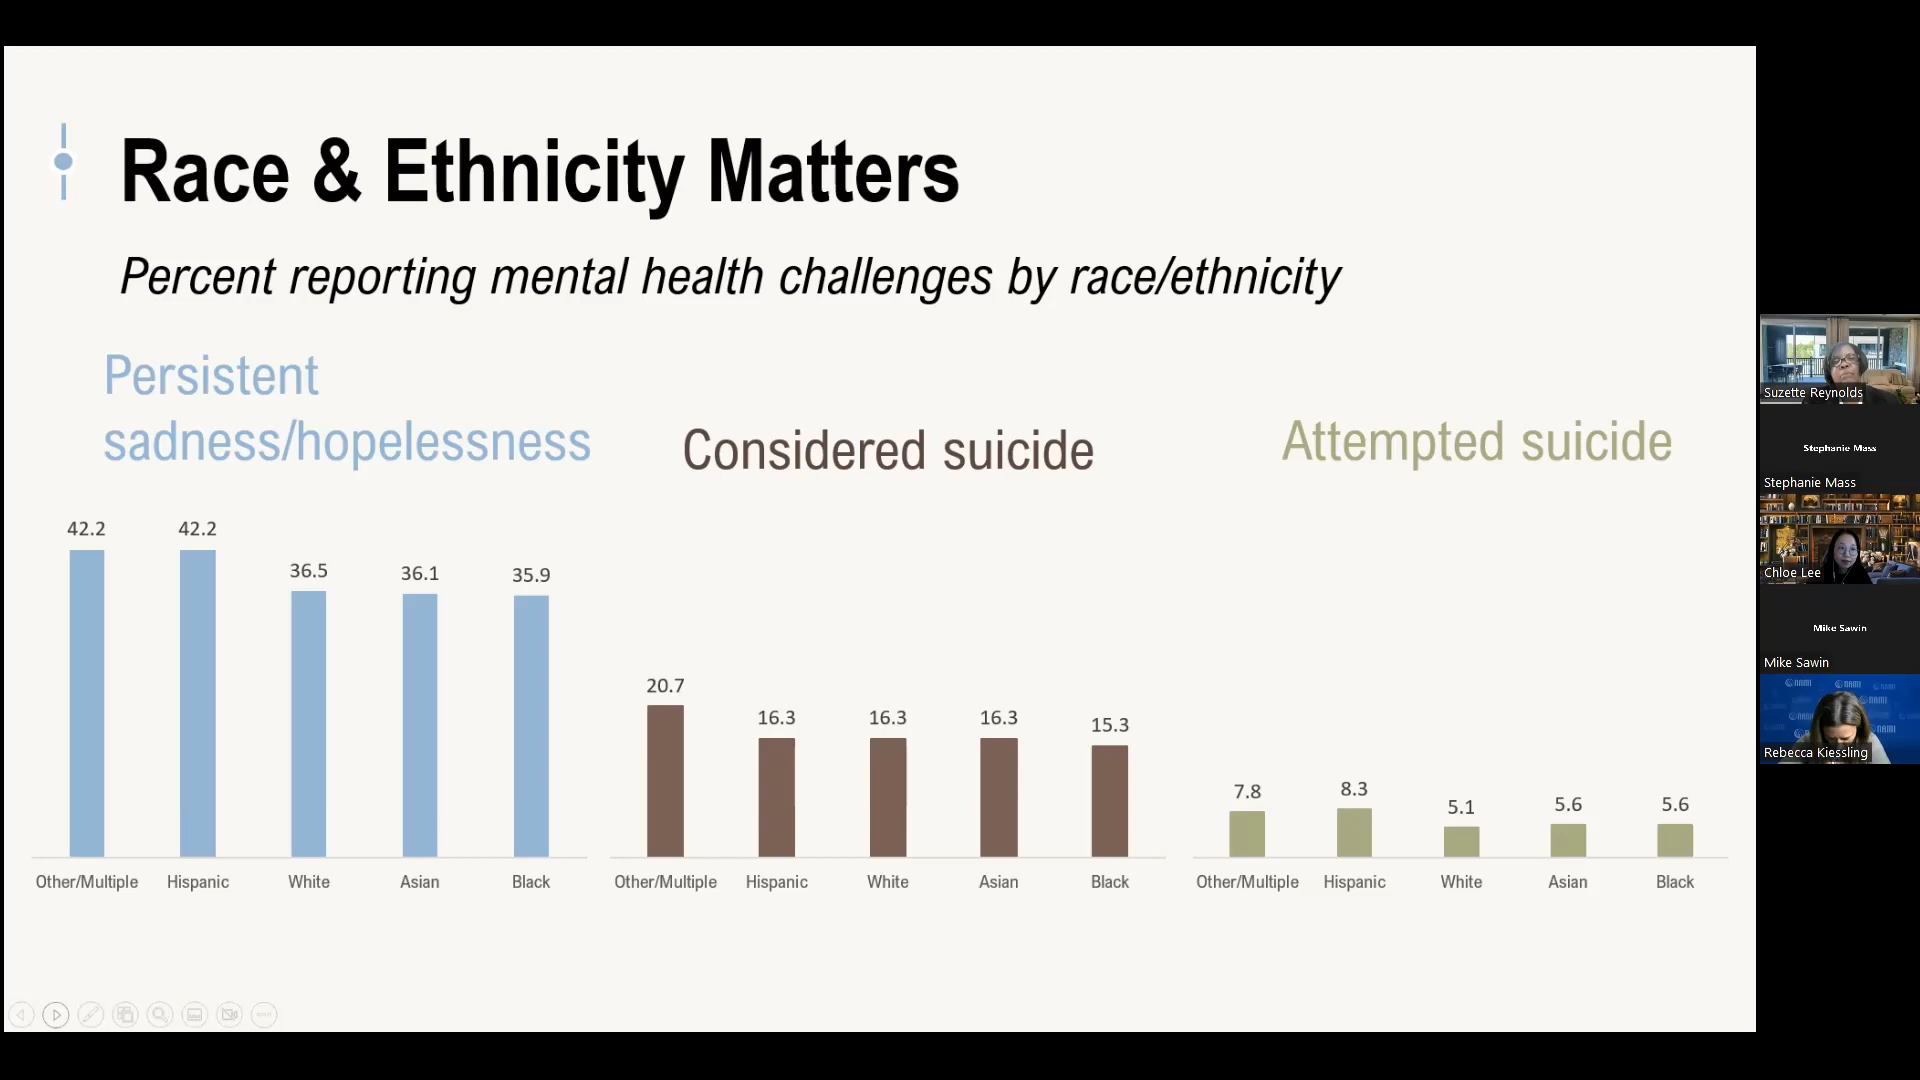 Race & Ethnicity Matters
Percent reporting mental health challenges by race/ethnicity
Persistent
sadness/hopelessness
42.2 42.2 36.5 36.1 35.9
Other/Multiple Hispanic White Asian Black
Considered suicide
20.7 16.3 16.3 16.3 15.3
Other/Multiple Hispanic White Asian Black
Attempted suicide
7.8 8.3 5.1 5.6 5.6
Other/Multiple Hispanic White Asian Black
Suzette Reynolds
Stephanie Mass
Stephanie Mass
Chloe Lee
Mike Sawin
Mike Sawin
NAMI NAMI
NAMI
Rebecca Kiessling